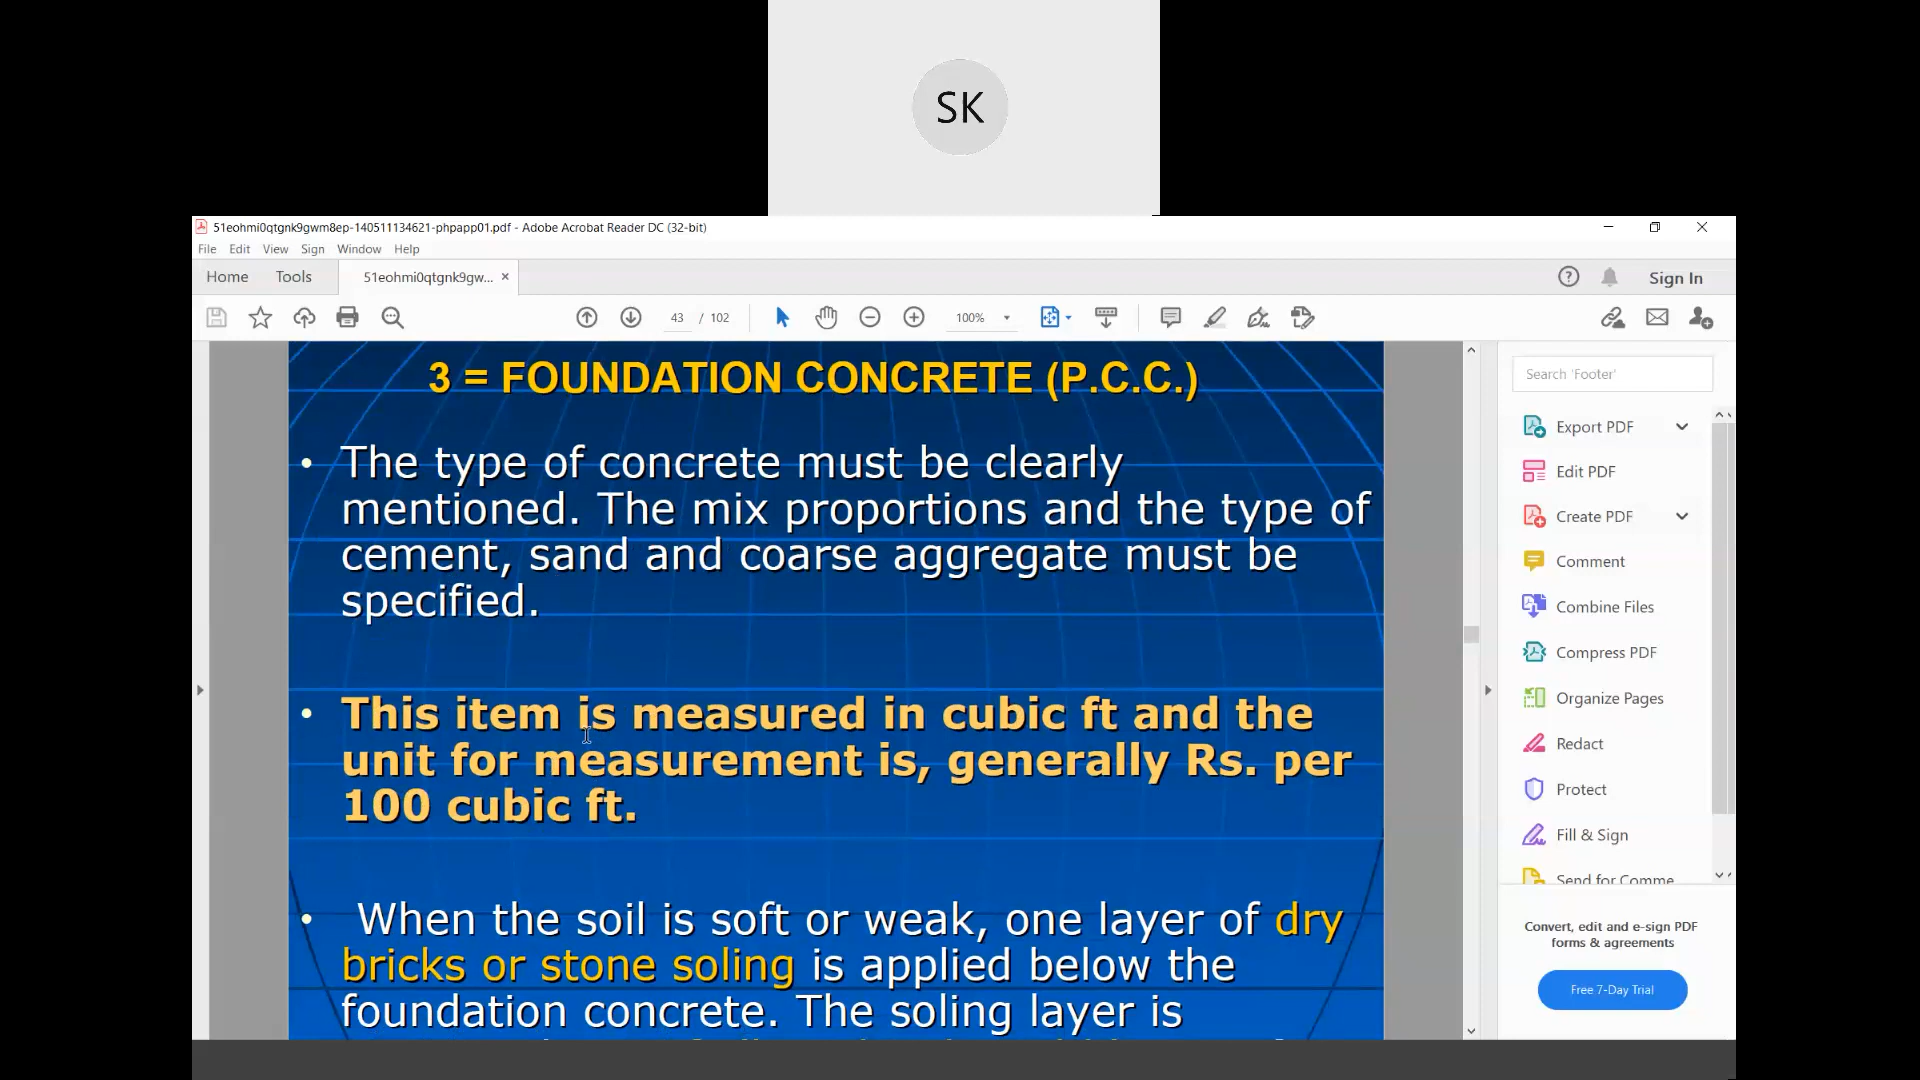 SK
51eohmi0qtgnk9gwm8ep-140511134621-phpapp01.pdf - Adobe Acrobat Reader DC (32-bit)
File Edit View Sign Window Help
Home Tools 51eohmi0qtgnk9gw... × Sign In
43 / 102 100%
3 = FOUNDATION CONCRETE (P.C.C.)
• The type of concrete must be clearly
mentioned. The mix proportions and the type of
cement, sand and coarse aggregate must be
specified.
• This item is measured in cubic ft and the
unit for measurement is, generally Rs. per
100 cubic ft.
• When the soil is soft or weak, one layer of dry
bricks or stone soling is applied below the
foundation concrete. The soling layer is
Search 'Footer'
Export PDF
Edit PDF
Create PDF
Comment
Combine Files
Compress PDF
Organize Pages
Redact
Protect
Fill & Sign
Send for Comme
Convert, edit and e-sign PDF
forms & agreements
Free 7-Day Trial